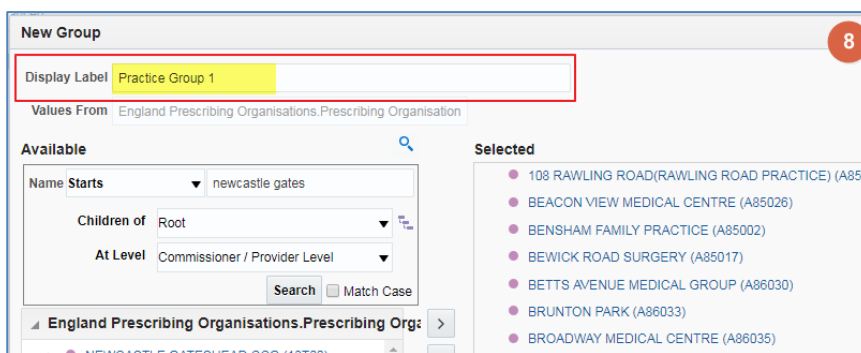 New Group
8
Display Label Practice Group 1
Values From England Prescribing Organisations.Prescribing Organisation
Available
Selected
Name Starts newcastle gates
Children of Root
At Level Commissioner / Provider Level
Search Match Case
England Prescribing Organisations.Prescribing Orga
108 RAWLING ROAD(RAWLING ROAD PRACTICE) (A85
BEACON VIEW MEDICAL CENTRE (A85026)
BENSHAM FAMILY PRACTICE (A85002)
BEWICK ROAD SURGERY (A85017)
BETTS AVENUE MEDICAL GROUP (A86030)
BRUNTON PARK (A86033)
BROADWAY MEDICAL CENTRE (A86035)